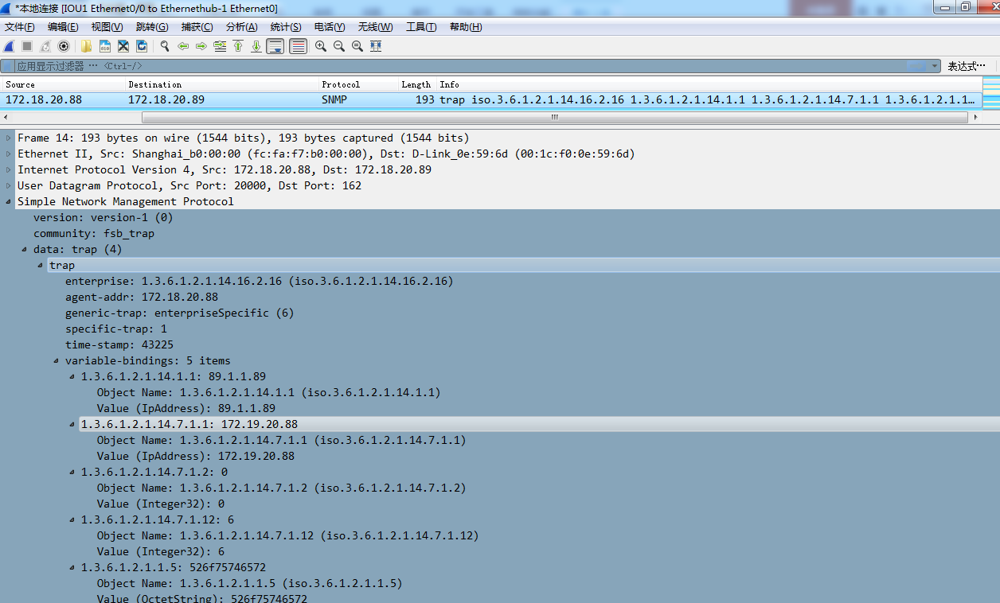 *本地连接 [IOU1 Ethernet0/0 to Ethernethub-1 Ethernet0]
文件(F) 编辑(E) 视图(V) 跳转(G) 捕获(C) 分析(A) 统计(S) 电话(Y) 无线(W) 工具(T) 帮助(H)
应用显示过滤器 … <Ctrl-/> 表达式…
Source Destination Protocol Length Info
172.18.20.88 172.18.20.89 SNMP 193 trap iso.3.6.1.2.1.14.16.2.16 1.3.6.1.2.1.14.1.1 1.3.6.1.2.1.14.7.1.1 1.3.6.1.2.1.1…
Frame 14: 193 bytes on wire (1544 bits), 193 bytes captured (1544 bits)
Ethernet II, Src: Shanghai_b0:00:00 (fc:fa:f7:b0:00:00), Dst: D-Link_0e:59:6d (00:1c:f0:0e:59:6d)
Internet Protocol Version 4, Src: 172.18.20.88, Dst: 172.18.20.89
User Datagram Protocol, Src Port: 20000, Dst Port: 162
Simple Network Management Protocol
version: version-1 (0)
community: fsb_trap
data: trap (4)
trap
enterprise: 1.3.6.1.2.1.14.16.2.16 (iso.3.6.1.2.1.14.16.2.16)
agent-addr: 172.18.20.88
generic-trap: enterpriseSpecific (6)
specific-trap: 1
time-stamp: 43225
variable-bindings: 5 items
1.3.6.1.2.1.14.1.1: 89.1.1.89
Object Name: 1.3.6.1.2.1.14.1.1 (iso.3.6.1.2.1.14.1.1)
Value (IpAddress): 89.1.1.89
1.3.6.1.2.1.14.7.1.1: 172.19.20.88
Object Name: 1.3.6.1.2.1.14.7.1.1 (iso.3.6.1.2.1.14.7.1.1)
Value (IpAddress): 172.19.20.88
1.3.6.1.2.1.14.7.1.2: 0
Object Name: 1.3.6.1.2.1.14.7.1.2 (iso.3.6.1.2.1.14.7.1.2)
Value (Integer32): 0
1.3.6.1.2.1.14.7.1.12: 6
Object Name: 1.3.6.1.2.1.14.7.1.12 (iso.3.6.1.2.1.14.7.1.12)
Value (Integer32): 6
1.3.6.1.2.1.1.5: 526f75746572
Object Name: 1.3.6.1.2.1.1.5 (iso.3.6.1.2.1.1.5)
Value (OctetString): 526f75746572